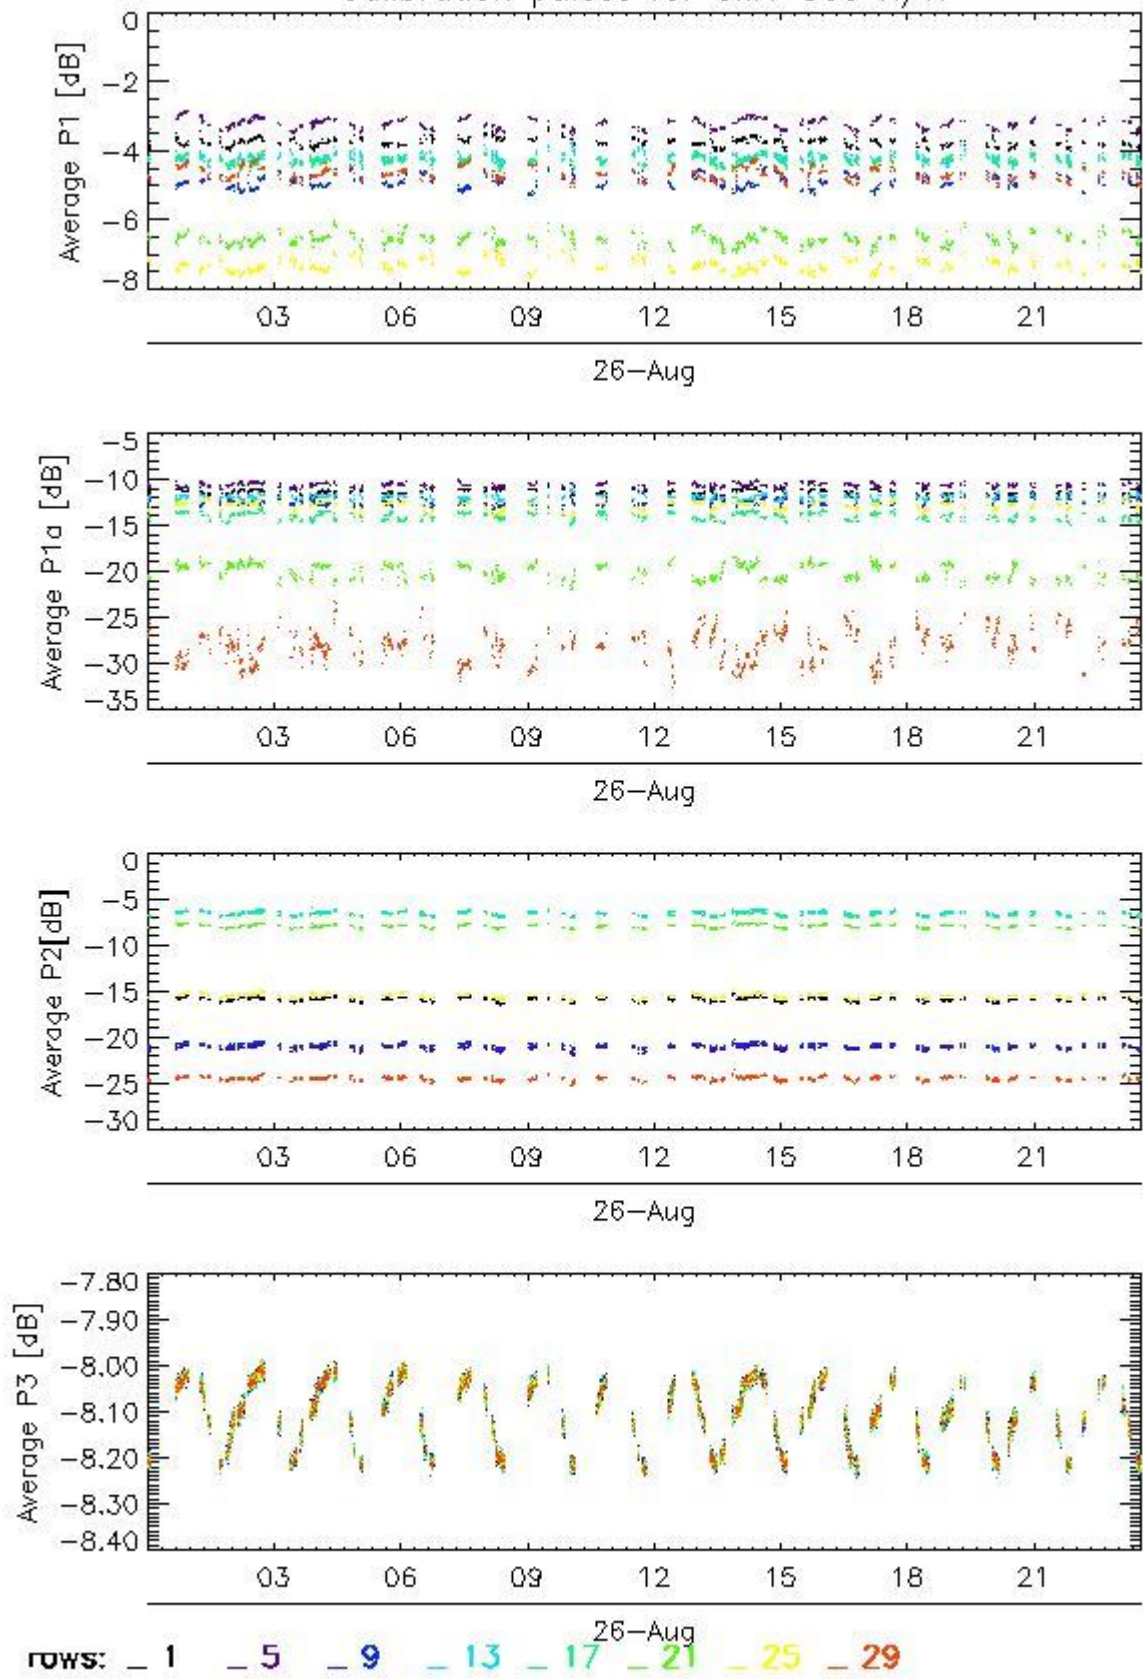 0
−2
−4
−6
−8
Average P1 [dB]
03 06 09 12 15 18 21
26−Aug
−5
−10
−15
−20
−25
−30
−35
Average P1a [dB]
03 06 09 12 15 18 21
26−Aug
0
−5
−10
−15
−20
−25
−30
Average P2[dB]
03 06 09 12 15 18 21
26−Aug
−7.80
−7.90
−8.00
−8.10
−8.20
−8.30
−8.40
Average P3 [dB]
03 06 09 12 15 18 21
26−Aug
rows: _ 1 _ 5 _ 9 _ 13 _ 17 _ 21 _ 25 _ 29